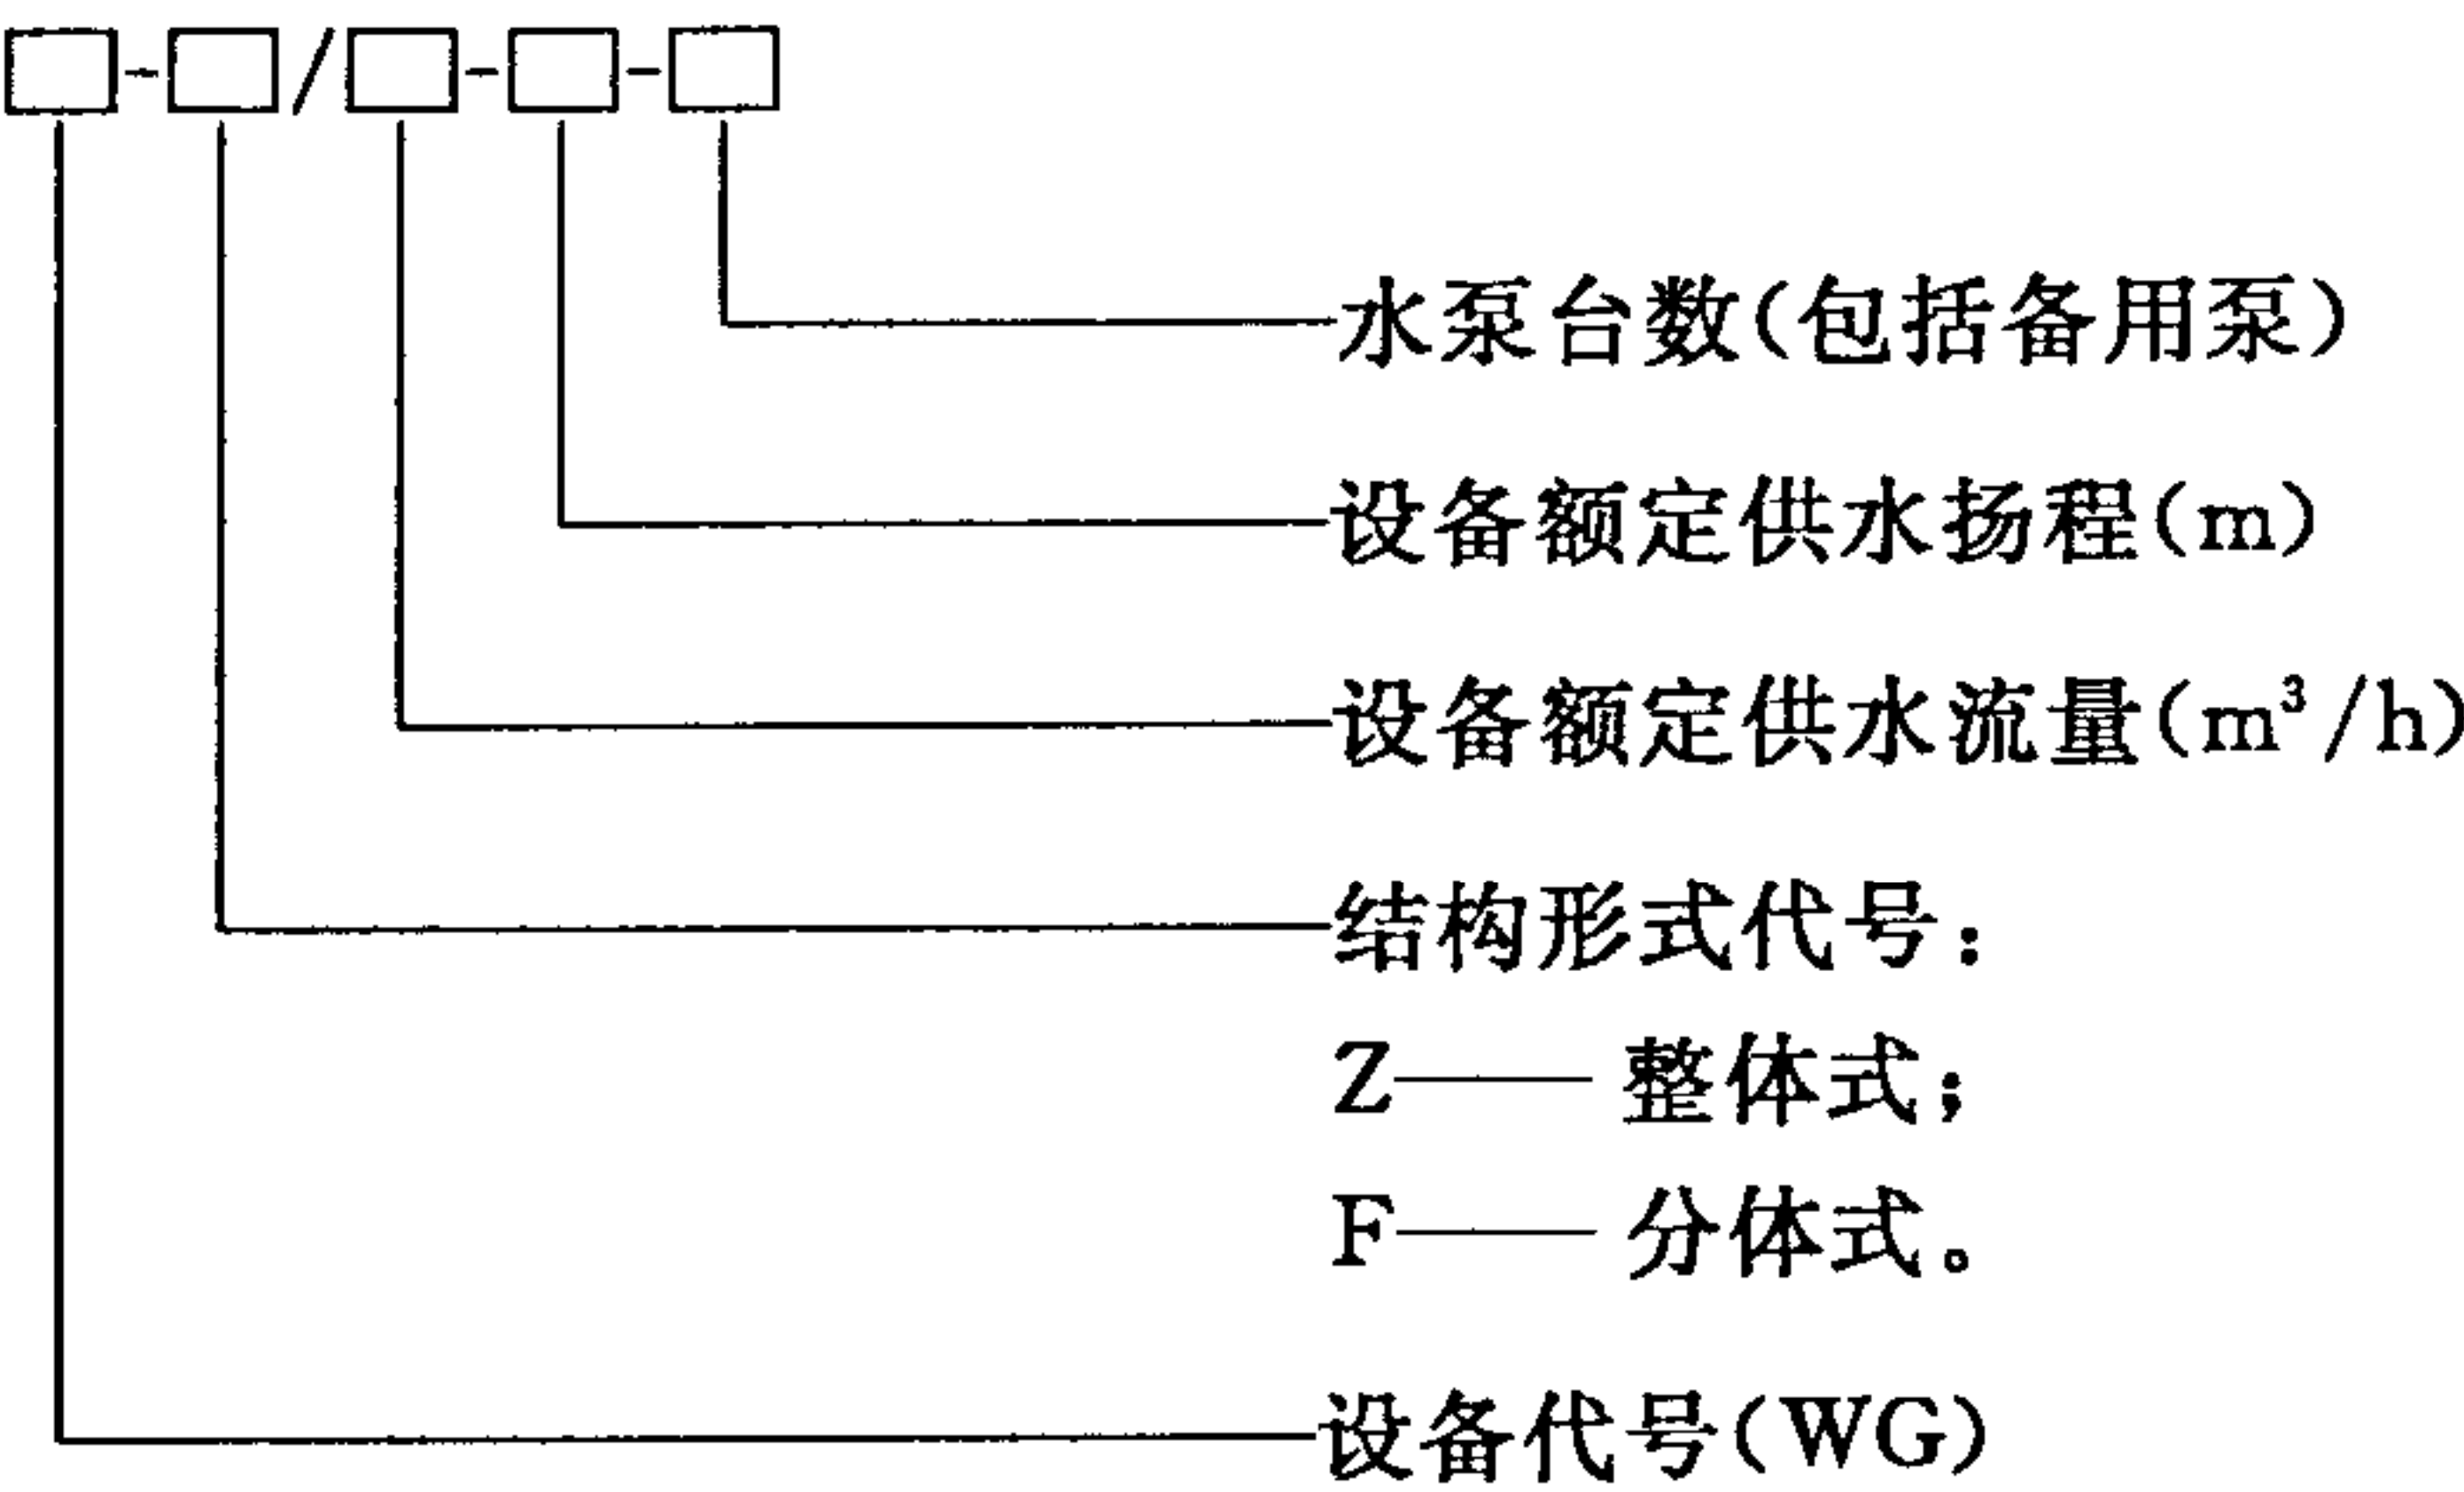 □-□/□-□-□
水泵台数(包括备用泵)
设备额定供水扬程(m)
设备额定供水流量(m³/h)
结构形式代号：
Z—— 整体式；
F—— 分体式。
设备代号(WG)